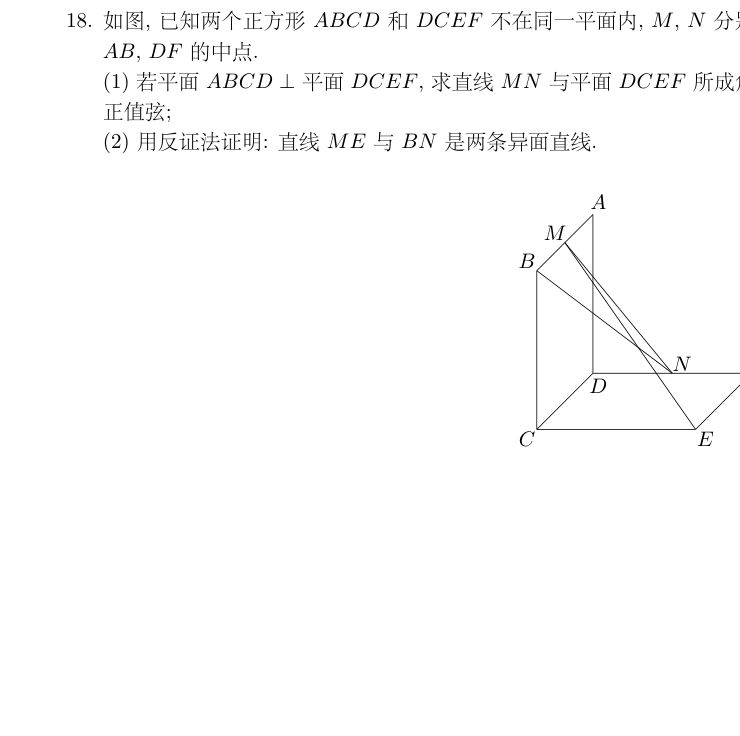 18. 如图, 已知两个正方形 ABCD 和 DCEF 不在同一平面内, M, N 分
AB, DF 的中点.
(1) 若平面 ABCD ⊥ 平面 DCEF, 求直线 MN 与平面 DCEF 所成
正值弦;
(2) 用反证法证明: 直线 ME 与 BN 是两条异面直线.
A
M
B
N
D
C
E